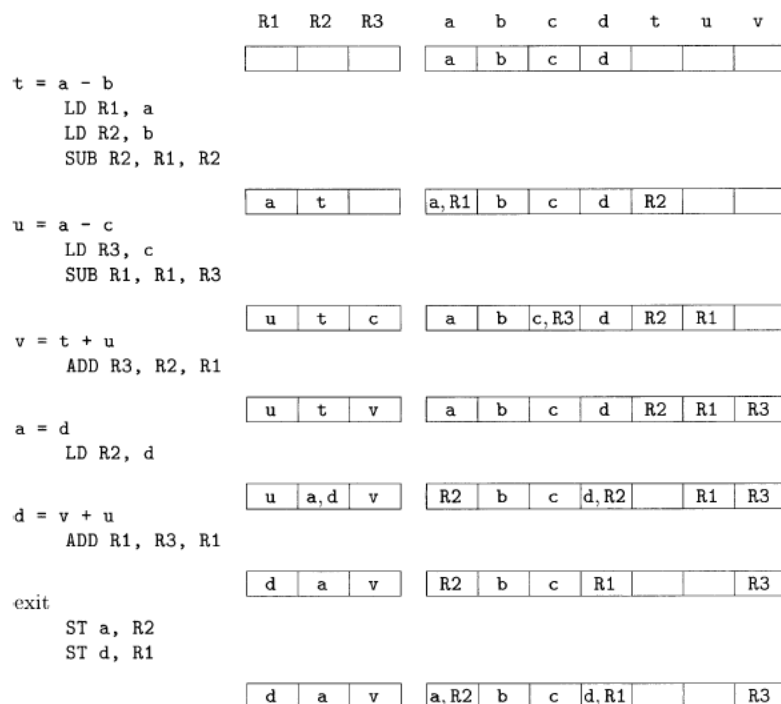 R1 R2 R3 a b c d t u v
a b c d
t = a - b
LD R1, a
LD R2, b
SUB R2, R1, R2
a t a,R1 b c d R2
u = a - c
LD R3, c
SUB R1, R1, R3
u t c a b c,R3 d R2 R1
v = t + u
ADD R3, R2, R1
u t v a b c d R2 R1 R3
a = d
LD R2, d
u a,d v R2 b c d,R2 R1 R3
d = v + u
ADD R1, R3, R1
d a v R2 b c R1 R3
exit
ST a, R2
ST d, R1
d a v a,R2 b c d,R1 R3